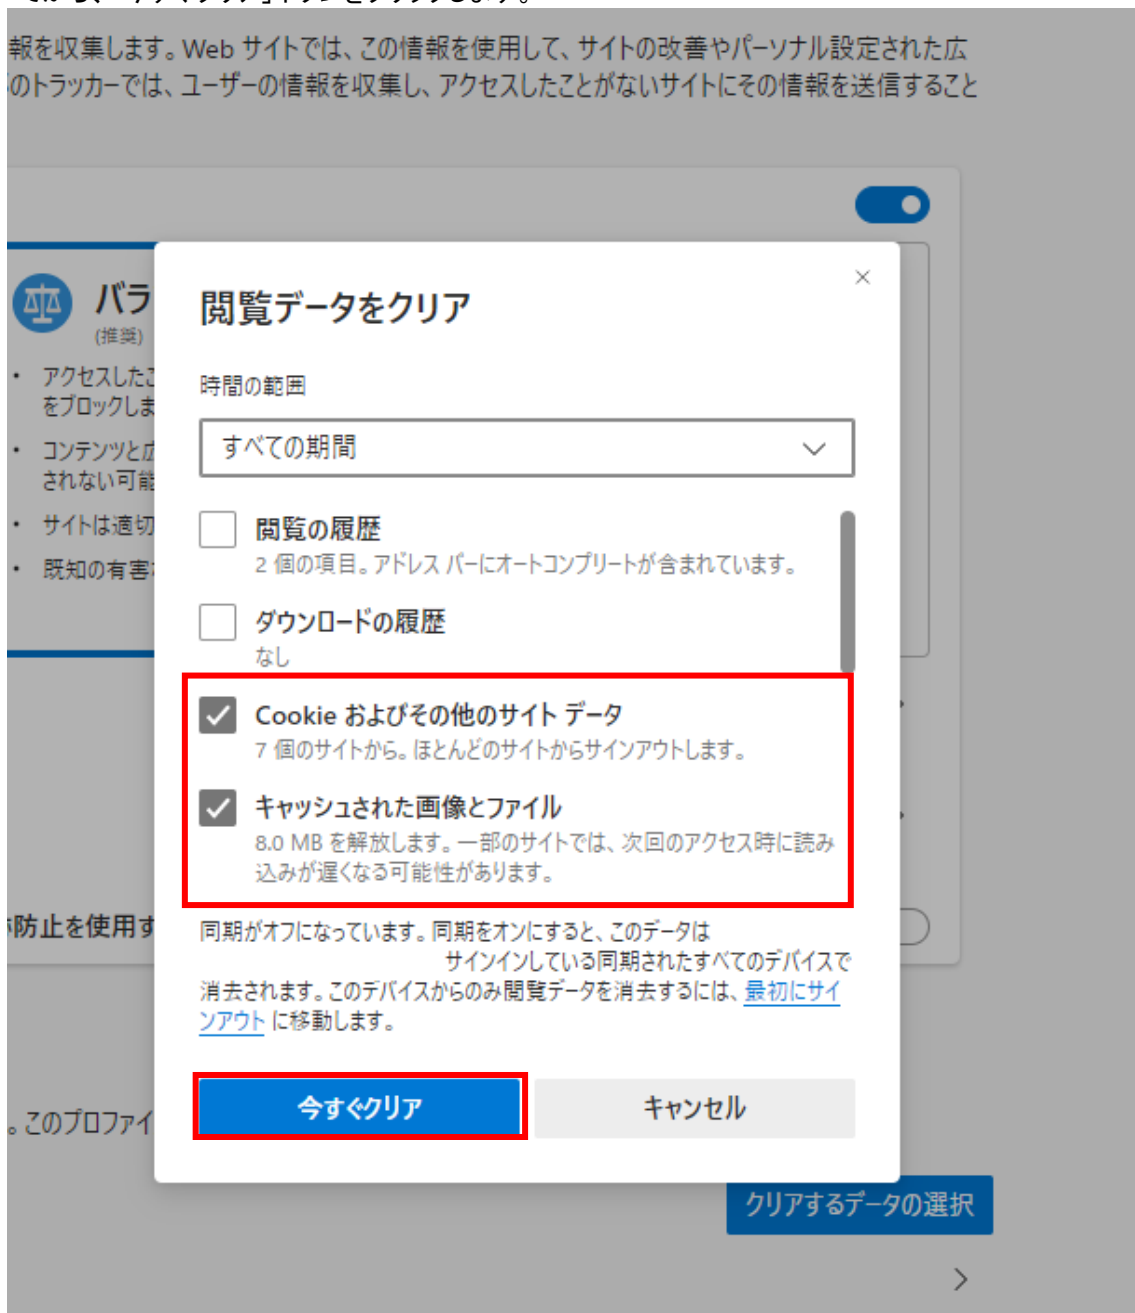 報を収集します。Web サイトでは、この情報を使用して、サイトの改善やパーソナル設定された広
のトラッカーでは、ユーザーの情報を収集し、アクセスしたことがないサイトにその情報を送信すること
バラ
(推奨)
閲覧データをクリア
• アクセスしたこ
をブロックしま
時間の範囲
すべての期間
• コンテンツと広
されない可能
• サイトは適切
閲覧の履歴
2 個の項目。アドレス バーにオートコンプリートが含まれています。
• 既知の有害
ダウンロードの履歴
なし
Cookie およびその他のサイト データ
7 個のサイトから。ほとんどのサイトからサインアウトします。
キャッシュされた画像とファイル
8.0 MB を解放します。一部のサイトでは、次回のアクセス時に読み
込みが遅くなる可能性があります。
防止を使用す
同期がオフになっています。同期をオンにすると、このデータは
サインインしている同期されたすべてのデバイスで
消去されます。このデバイスからのみ閲覧データを消去するには、最初にサイ
ンアウト に移動します。
今すぐクリア
キャンセル
。このプロファイ
クリアするデータの選択